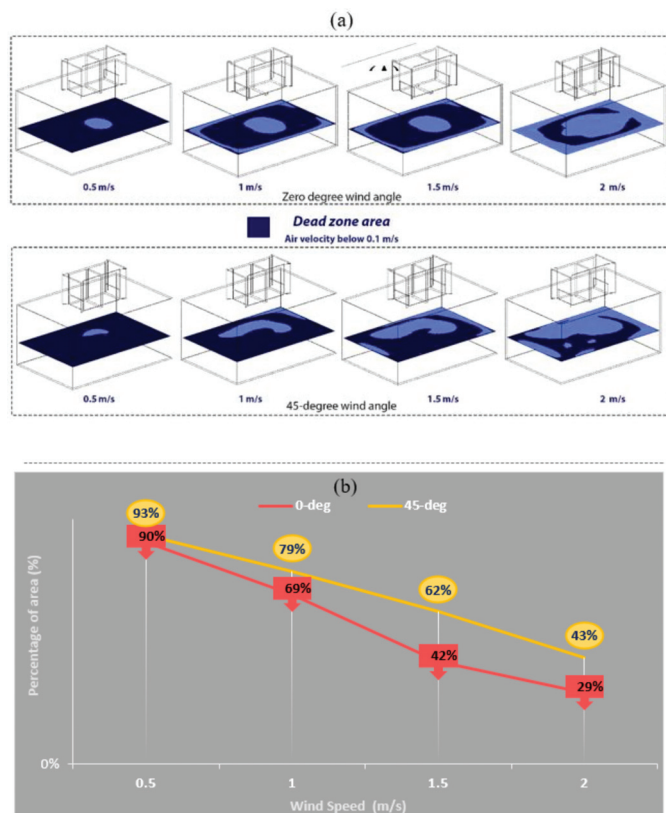 (a)
0.5 m/s 1 m/s 1.5 m/s 2 m/s
Zero degree wind angle
Dead zone area
Air velocity below 0.1 m/s
0.5 m/s 1 m/s 1.5 m/s 2 m/s
45-degree wind angle
(b)
0-deg 45-deg
93%
90%
79%
69%
62%
42%
43%
29%
Percentage of area (%)
0%
0.5 1 1.5 2
Wind Speed (m/s)